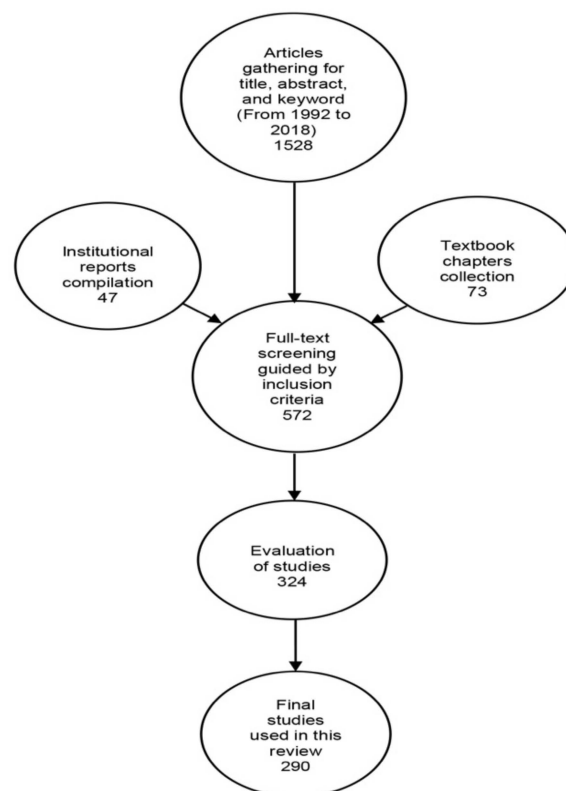 Articles
gathering for
title, abstract,
and keyword
(From 1992 to
2018)
1528
Institutional
reports
compilation
47
Textbook
chapters
collection
73
Full-text
screening
guided by
inclusion
criteria
572
Evaluation
of studies
324
Final
studies
used in this
review
290